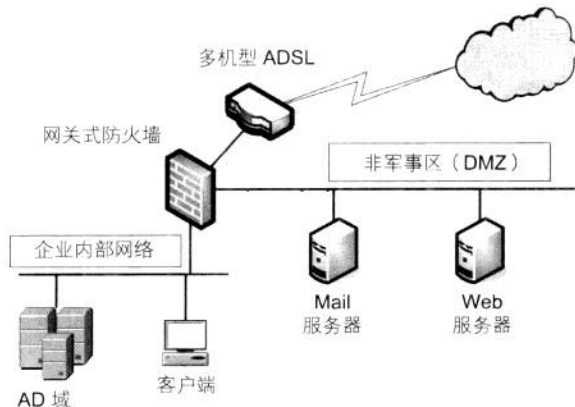 多机型 ADSL
网关式防火墙
非军事区（DMZ）
企业内部网络
Mail
服务器
Web
服务器
AD 域
客户端